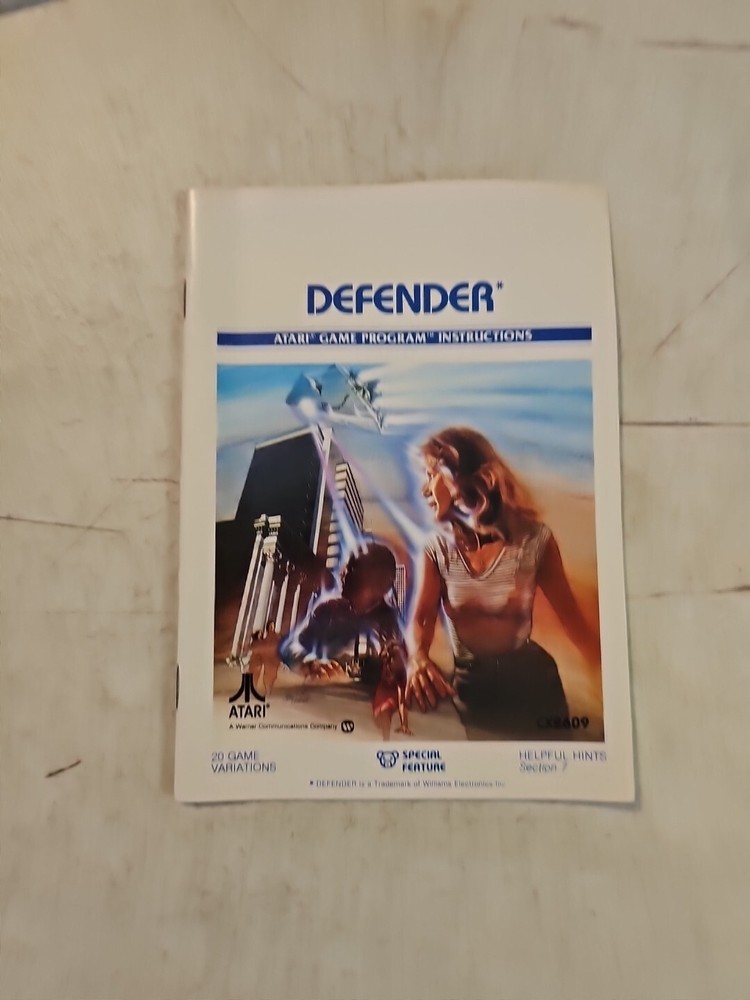 DEFENDER*
ATARI® GAME PROGRAM™ INSTRUCTIONS
ATARI®
A Warner Communications Company
CX2609
20 GAME
VARIATIONS
SPECIAL
FEATURE
HELPFUL HINTS
Section 7
* DEFENDER is a Trademark of Williams Electronics Inc.